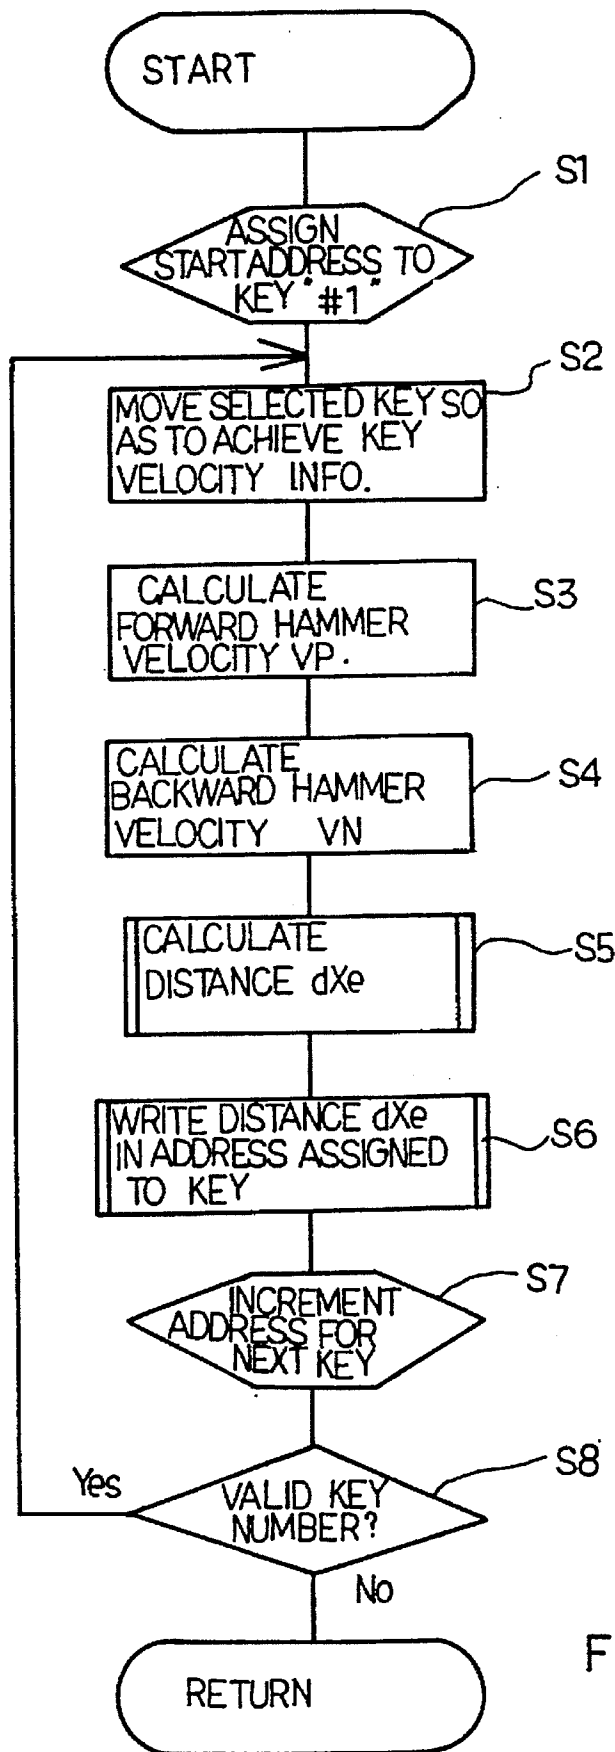 START
S1
ASSIGN
START ADDRESS TO
KEY "#1"
S2
MOVE SELECTED KEY SO
AS TO ACHIEVE KEY
VELOCITY INFO.
S3
CALCULATE
FORWARD HAMMER
VELOCITY VP.
S4
CALCULATE
BACKWARD HAMMER
VELOCITY VN
S5
CALCULATE
DISTANCE dXe
S6
WRITE DISTANCE dXe
IN ADDRESS ASSIGNED
TO KEY
S7
INCREMENT
ADDRESS FOR
NEXT KEY
S8
Yes
VALID KEY
NUMBER?
No
RETURN
F